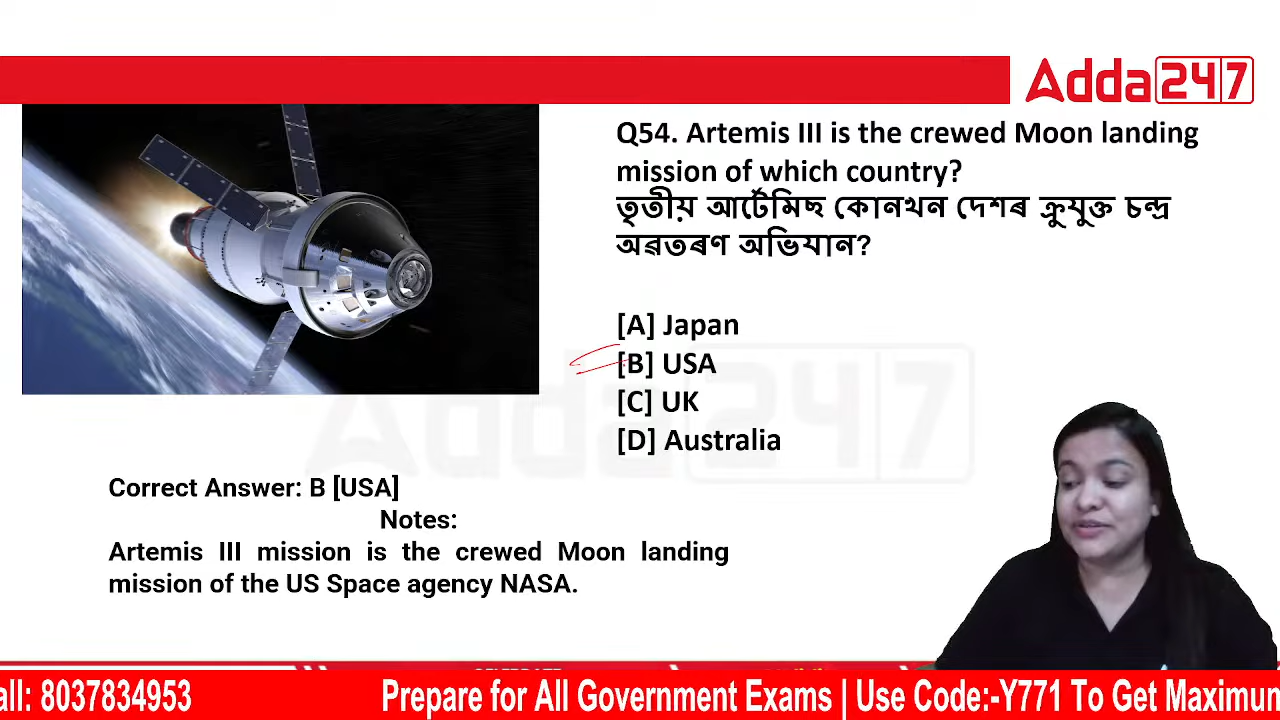 Adda247
Q54. Artemis III is the crewed Moon landing
mission of which country?
তৃতীয় আৰ্টেমিছ কোনখন দেশৰ ক্ৰুযুক্ত চন্দ্ৰ
অৱতৰণ অভিযান?
[A] Japan
[B] USA
[C] UK
[D] Australia
Adda247
Correct Answer: B [USA]
Notes:
Artemis III mission is the crewed Moon landing
mission of the US Space agency NASA.
all: 8037834953 Prepare for All Government Exams | Use Code:-Y771 To Get Maximun